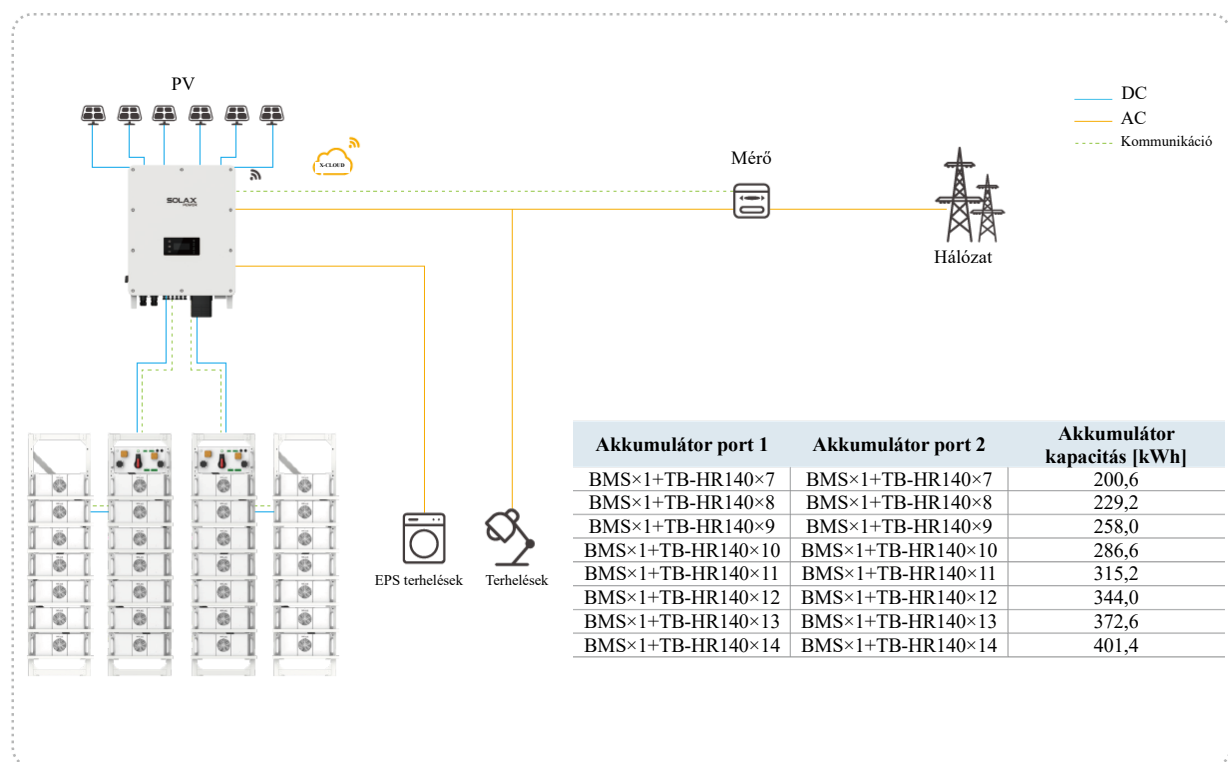 PV
DC
AC
Kommunikáció
X-CLOUD
Mérő
SOLAX
POWER
Hálózat
Akkumulátor port 1 Akkumulátor port 2 Akkumulátor
kapacitás [kWh]
BMS×1+TB-HR140×7 BMS×1+TB-HR140×7 200,6
BMS×1+TB-HR140×8 BMS×1+TB-HR140×8 229,2
BMS×1+TB-HR140×9 BMS×1+TB-HR140×9 258,0
BMS×1+TB-HR140×10 BMS×1+TB-HR140×10 286,6
BMS×1+TB-HR140×11 BMS×1+TB-HR140×11 315,2
BMS×1+TB-HR140×12 BMS×1+TB-HR140×12 344,0
BMS×1+TB-HR140×13 BMS×1+TB-HR140×13 372,6
BMS×1+TB-HR140×14 BMS×1+TB-HR140×14 401,4
EPS terhelések Terhelések